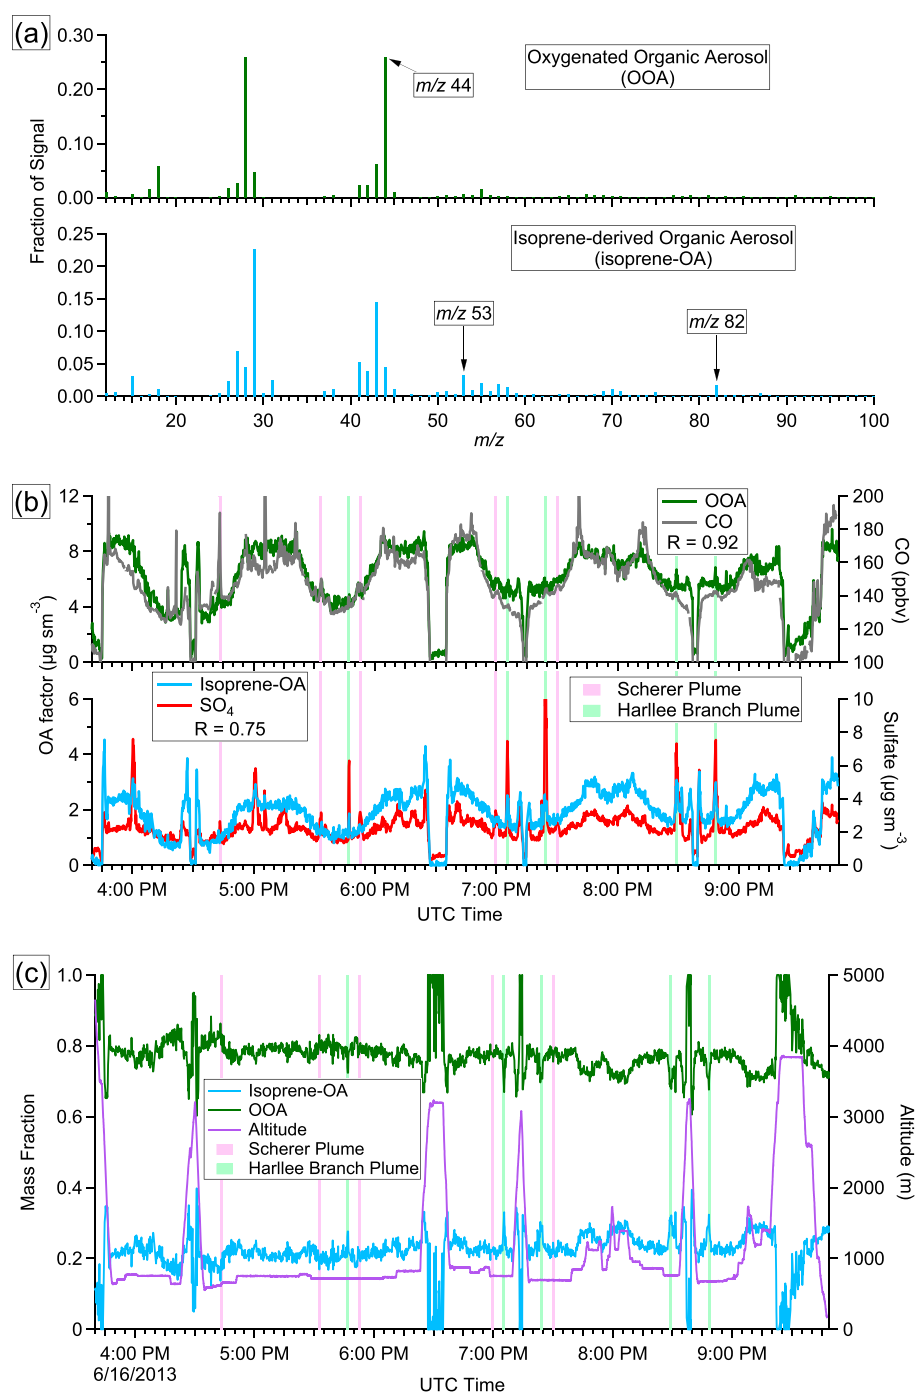 (a)
0.30
0.20
0.10
0.00
Fraction of Signal
m/z 44
Oxygenated Organic Aerosol
(OOA)
0.25
0.20
0.15
0.10
0.05
0.00
Isoprene-derived Organic Aerosol
(isoprene-OA)
m/z 53
m/z 82
20 30 40 50 60 70 80 90 100
m/z
(b)
12
8
4
0
OA factor (µg sm⁻³)
OOA
CO
R = 0.92
200
180
160
140
120
100
CO (ppbv)
6
4
2
0
Isoprene-OA
SO₄
R = 0.75
Scherer Plume
Harllee Branch Plume
10
8
6
4
2
0
Sulfate (µg sm⁻³)
4:00 PM 5:00 PM 6:00 PM 7:00 PM 8:00 PM 9:00 PM
UTC Time
(c)
1.0
0.8
0.6
0.4
0.2
0
Mass Fraction
Isoprene-OA
OOA
Altitude
Scherer Plume
Harllee Branch Plume
5000
4000
3000
2000
1000
0
Altitude (m)
4:00 PM 5:00 PM 6:00 PM 7:00 PM 8:00 PM 9:00 PM
6/16/2013
UTC Time